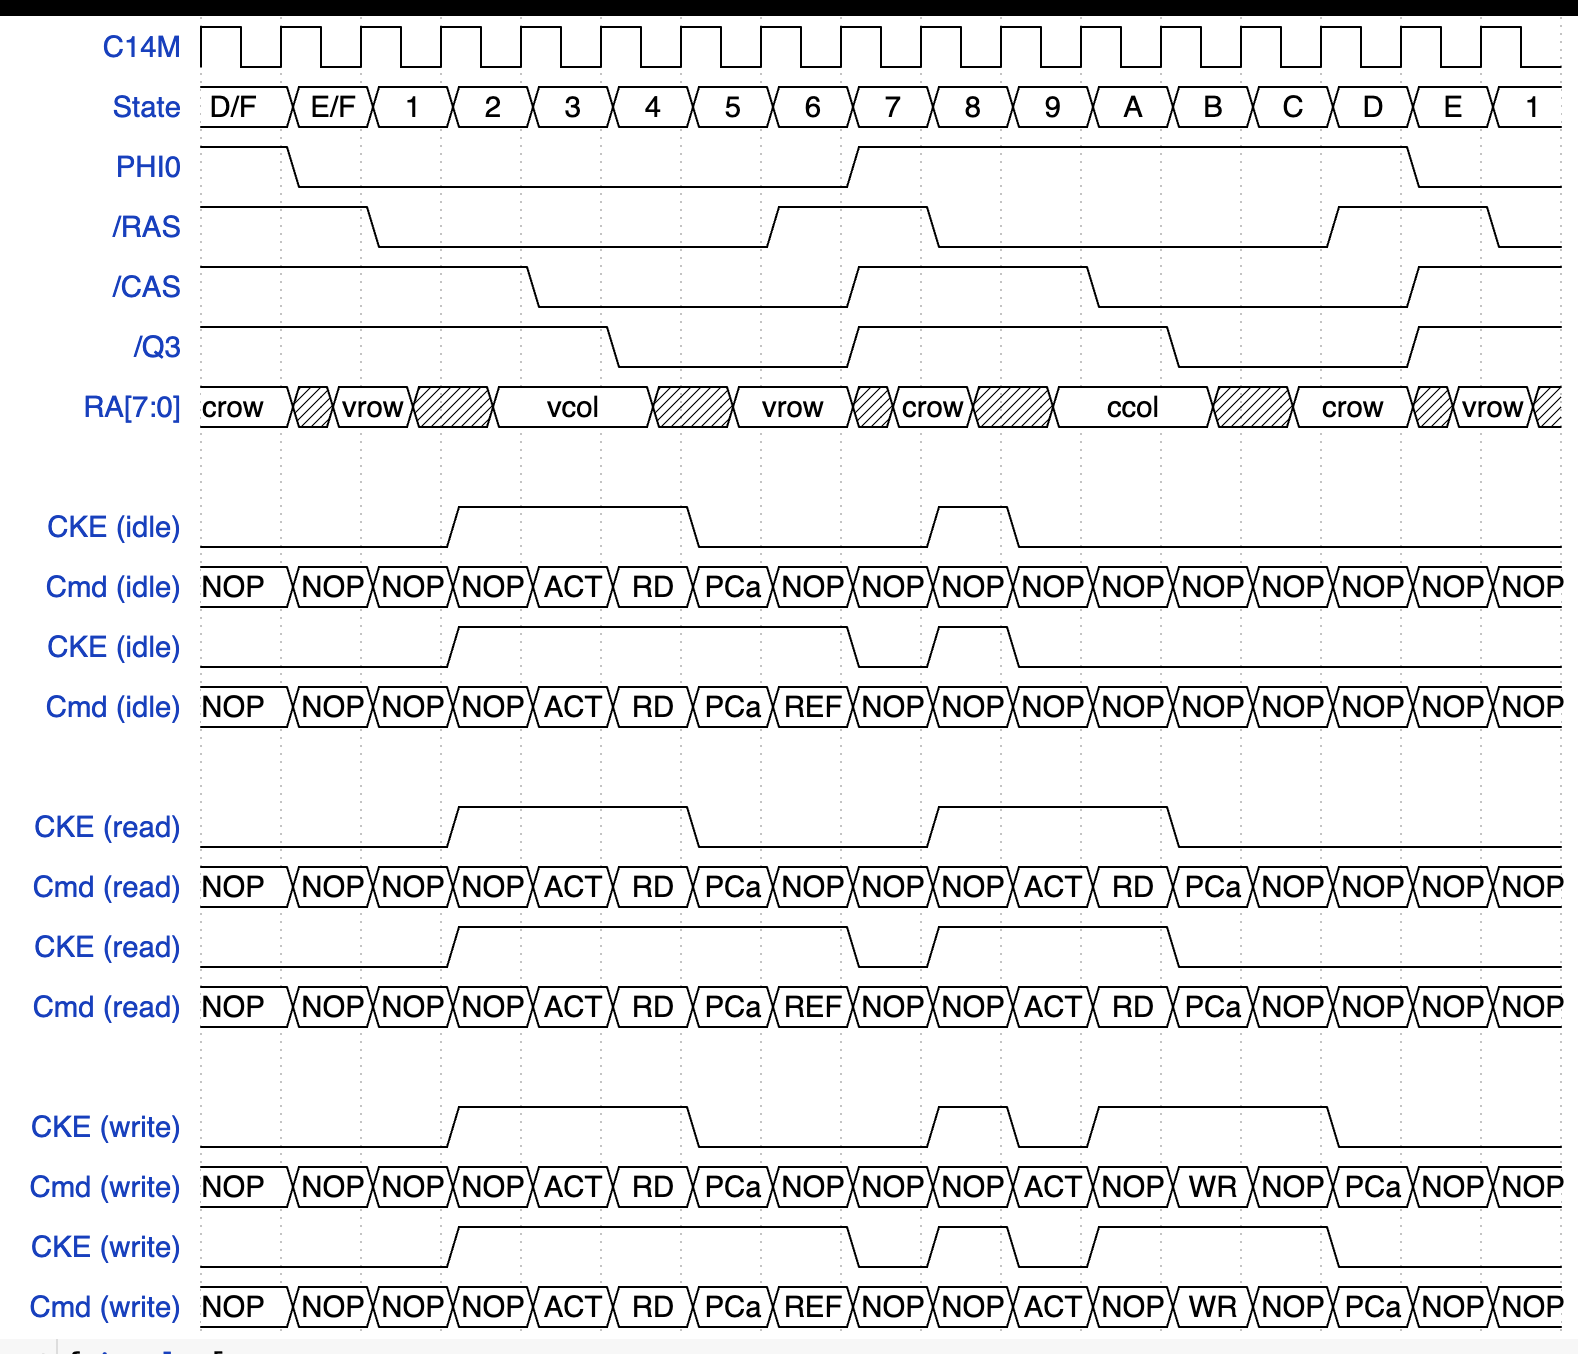 C14M
State D/F E/F 1 2 3 4 5 6 7 8 9 A B C D E 1
PHI0
/RAS
/CAS
/Q3
RA[7:0] crow vrow vcol vrow crow ccol crow vrow
CKE (idle)
Cmd (idle) NOP NOP NOP NOP ACT RD PCa NOP NOP NOP NOP NOP NOP NOP NOP NOP NOP
CKE (idle)
Cmd (idle) NOP NOP NOP NOP ACT RD PCa REF NOP NOP NOP NOP NOP NOP NOP NOP NOP
CKE (read)
Cmd (read) NOP NOP NOP NOP ACT RD PCa NOP NOP NOP ACT RD PCa NOP NOP NOP NOP
CKE (read)
Cmd (read) NOP NOP NOP NOP ACT RD PCa REF NOP NOP ACT RD PCa NOP NOP NOP NOP
CKE (write)
Cmd (write) NOP NOP NOP NOP ACT RD PCa NOP NOP NOP ACT NOP WR NOP PCa NOP NOP
CKE (write)
Cmd (write) NOP NOP NOP NOP ACT RD PCa REF NOP NOP ACT NOP WR NOP PCa NOP NOP